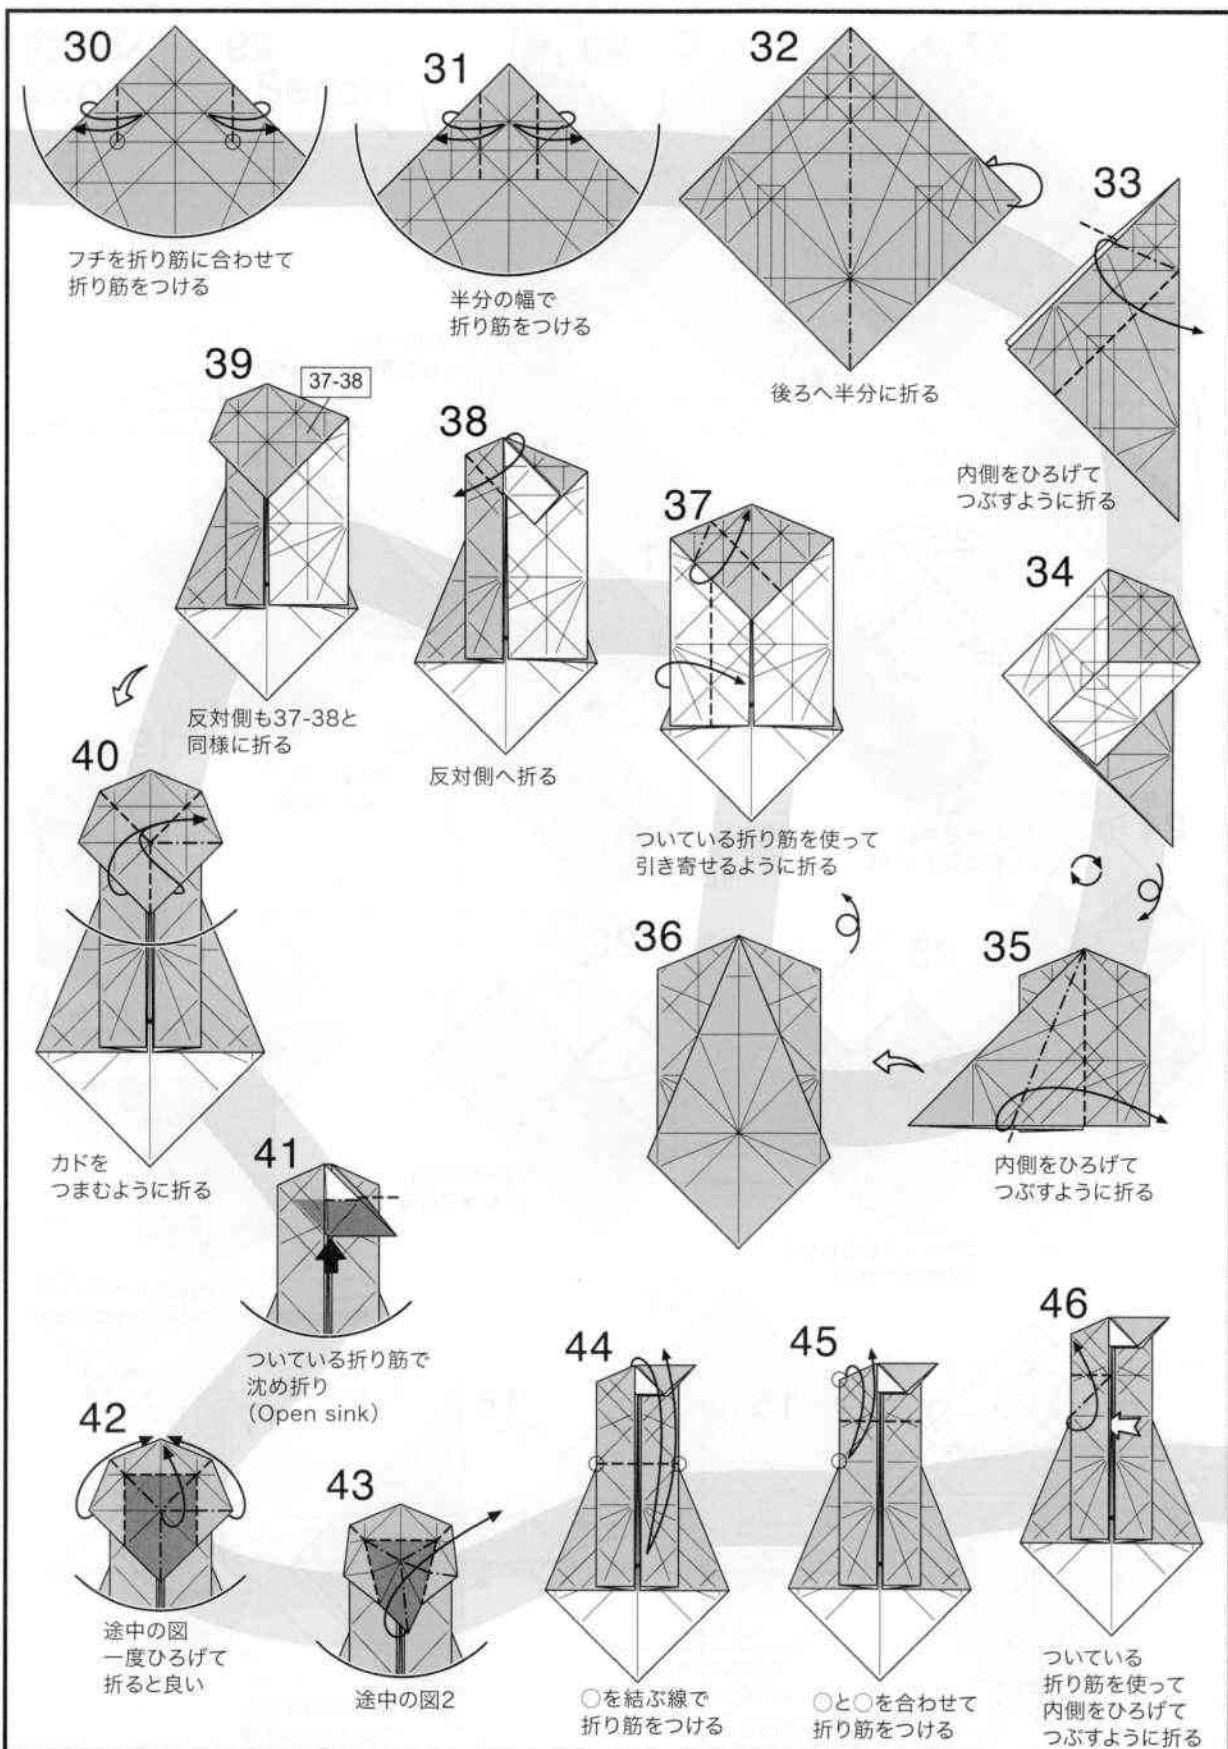 30
フチを折り筋に合わせて
折り筋をつける
31
半分の幅で
折り筋をつける
32
後ろへ半分に折る
33
内側をひろげて
つぶすように折る
34
35
内側をひろげて
つぶすように折る
36
37
ついている折り筋を使って
引き寄せるように折る
38
反対側へ折る
39
37-38
反対側も37-38と
同様に折る
40
カドを
つまむように折る
41
ついている折り筋で
沈め折り
(Open sink)
42
途中の図
一度ひろげて
折ると良い
43
途中の図2
44
○を結ぶ線で
折り筋をつける
45
○と○を合わせて
折り筋をつける
46
ついている
折り筋を使って
内側をひろげて
つぶすように折る